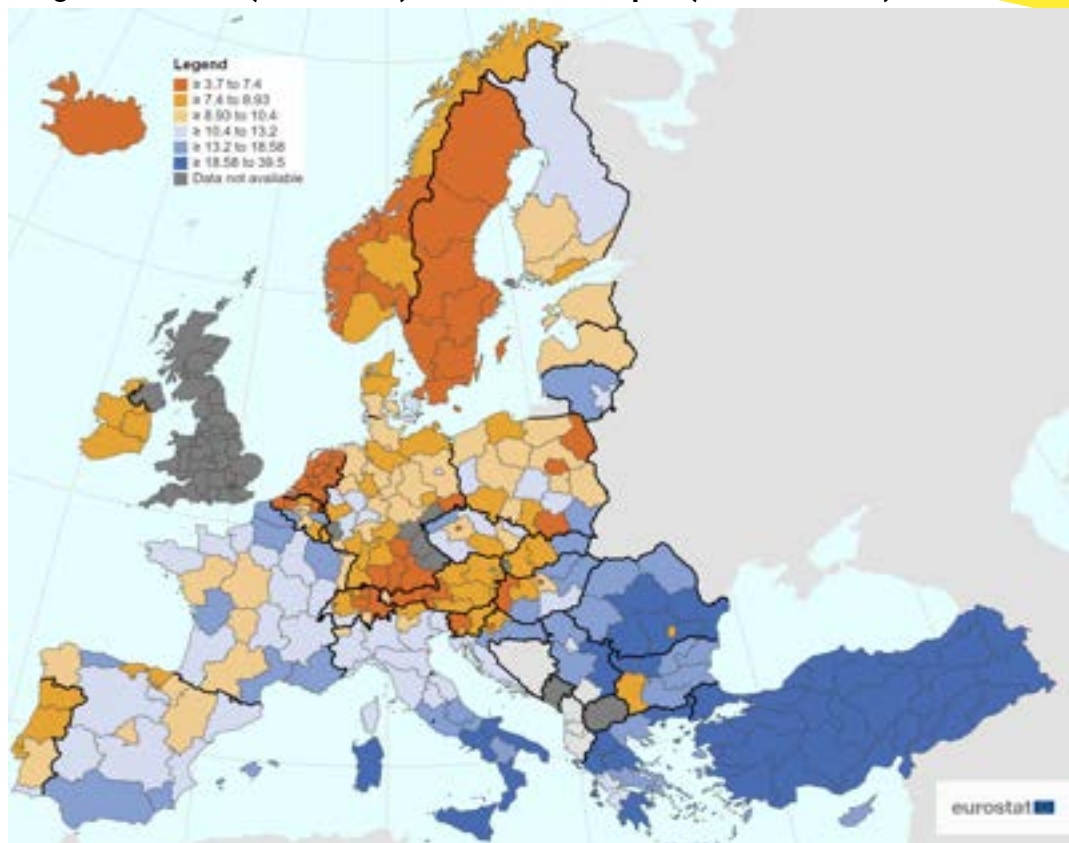 Legend
≥ 3.7 to 7.4
≥ 7.4 to 8.93
≥ 8.93 to 10.4
≥ 10.4 to 13.2
≥ 13.2 to 18.58
≥ 18.58 to 39.5
Data not available
eurostat